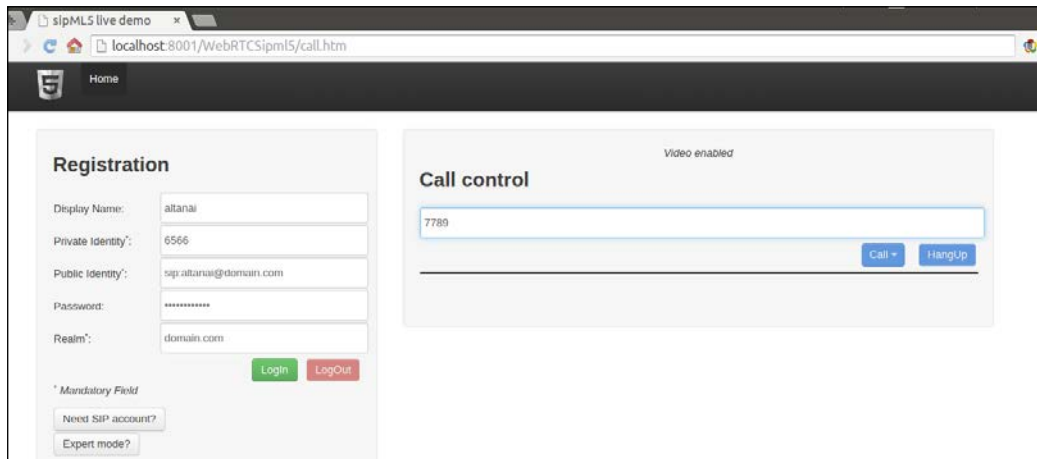 sipML5 live demo ×
localhost:8001/WebRTCSipml5/call.htm
5 Home
Registration
Display Name: altanai
Private Identity*: 6566
Public Identity*: sip:altanai@domain.com
Password: ••••••••••••
Realm*: domain.com
LogIn LogOut
* Mandatory Field
Need SIP account?
Expert mode?
Video enabled
Call control
7789
Call HangUp